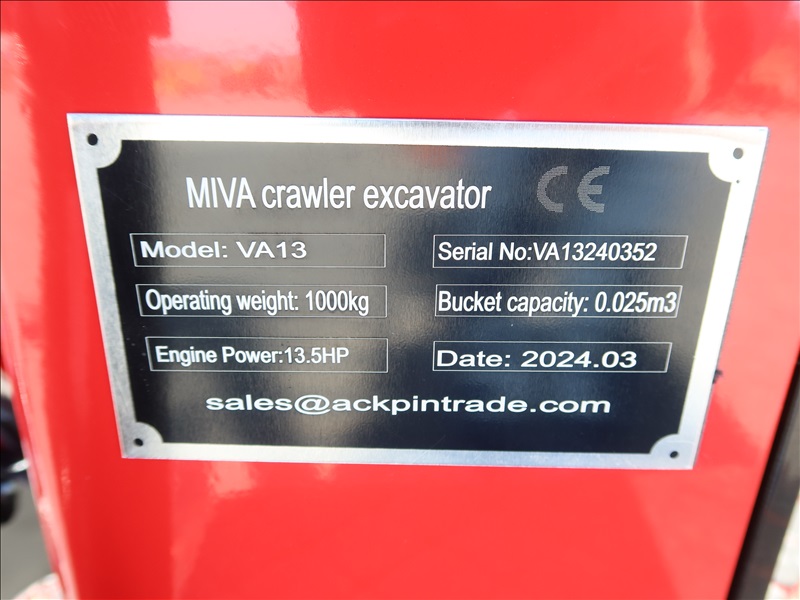 MIVA crawler excavator CE
Model: VA13
Serial No:VA13240352
Operating weight: 1000kg
Bucket capacity: 0.025m3
Engine Power:13.5HP
Date: 2024.03
sales@ackpintrade.com